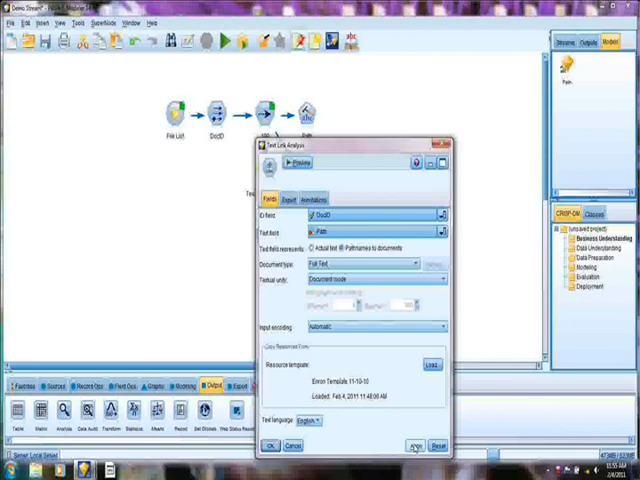 Demo Stream*
File Insert View Tools SuperNode Window Help
Streams Outputs Models
Path
File List
DocID
Path
Text Link Analysis
Preview
Fields Expert Annotations
ID field: DocID
Text field: Path
Text field represents: Actual text Pathnames to documents
Document type: Full Text
Textual unit: Document mode
Input encoding: Automatic
Copy Resources From
Resource template: Load...
Enron Template 11-10-10
Loaded: Feb 4, 2011 11:48:06 AM
Text language: English
OK Cancel Apply Reset
CRISP-DM Classes
(unsaved project)
Business Understanding
Data Understanding
Data Preparation
Modeling
Evaluation
Deployment
Favorites Sources Record Ops Field Ops Graphs Modeling Output Export
Table Matrix Analysis Data Audit Transform Statistics Means Report Set Globals
Server: Local Server
11:55 AM
2/4/2011